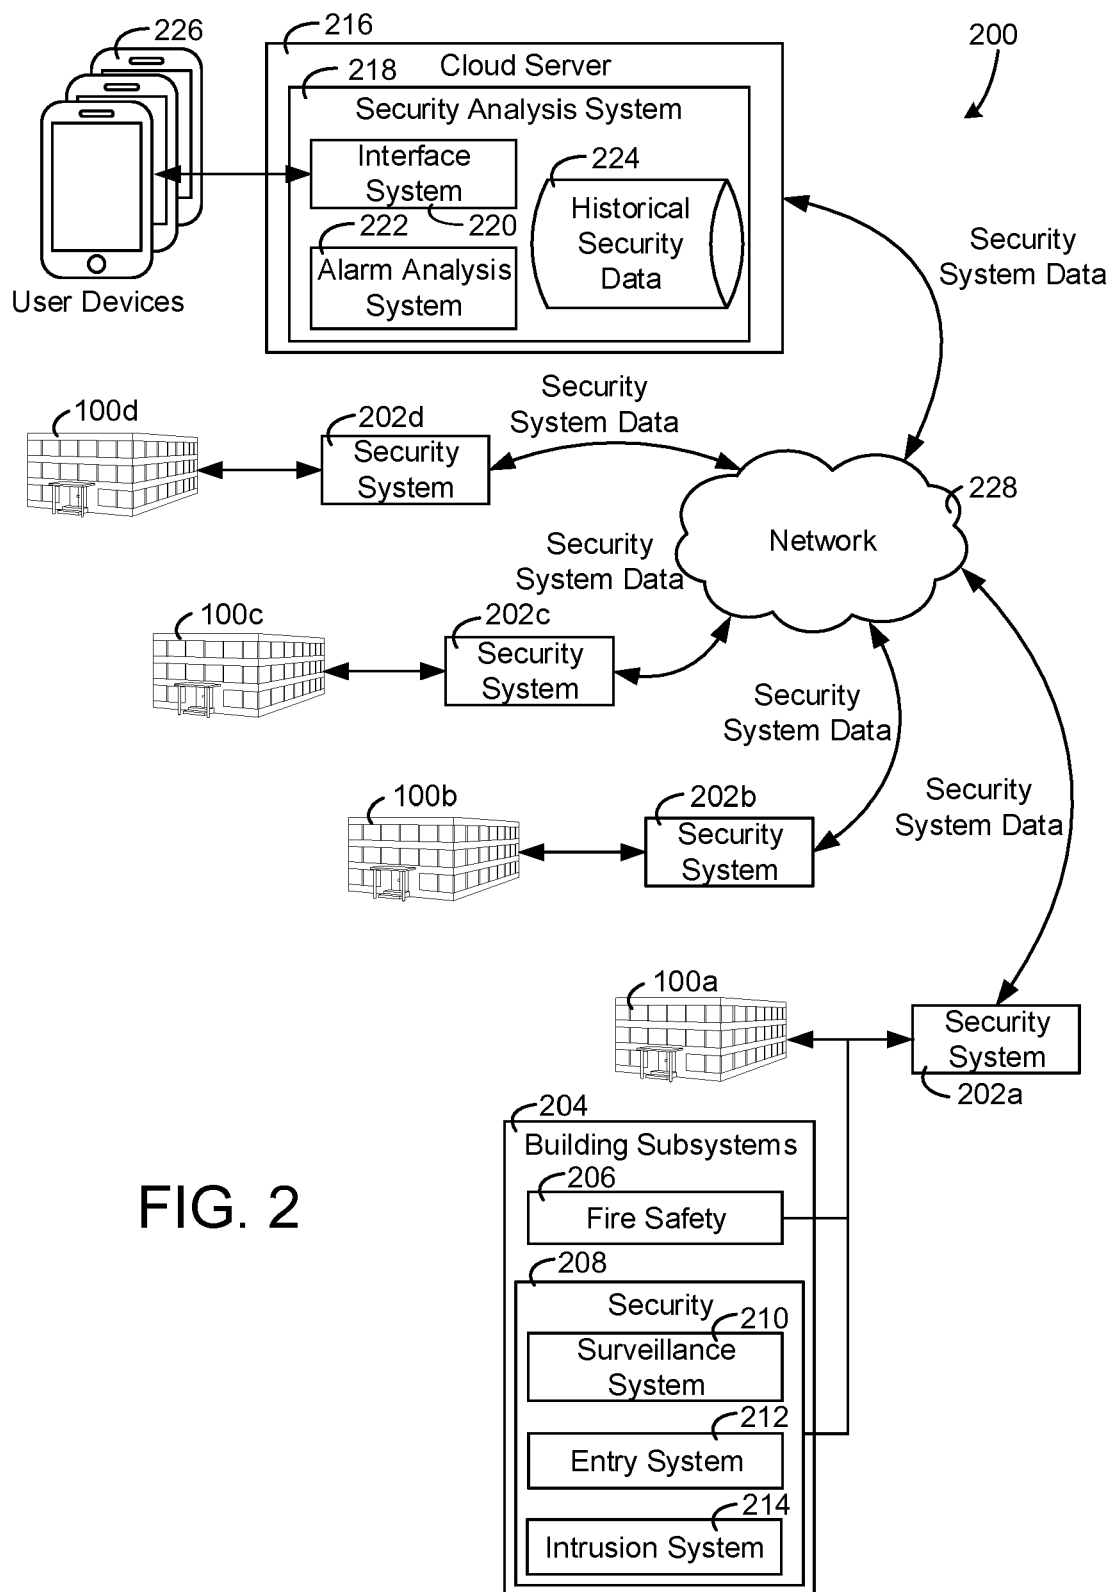 226
216
200
Cloud Server
218
Security Analysis System
Interface
System
220
224
Historical
Security
Data
222
Alarm Analysis
System
User Devices
Security
System Data
100d
202d
Security
System
Security
System Data
228
Network
Security
System Data
100c
202c
Security
System
Security
System Data
100b
202b
Security
System
Security
System Data
100a
Security
System
202a
204
Building Subsystems
206
Fire Safety
208
Security
210
Surveillance
System
212
Entry System
214
Intrusion System
FIG. 2